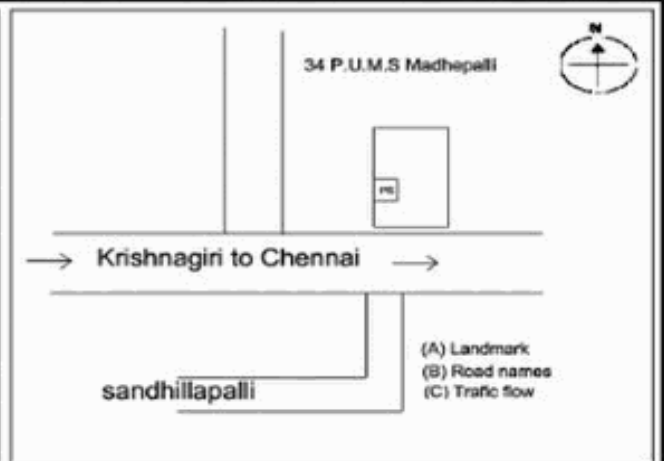 N
34 P.U.M.S Madhepalli
PS
Krishnagiri to Chennai
(A) Landmark
(B) Road names
(C) Trafic flow
sandhillapalli